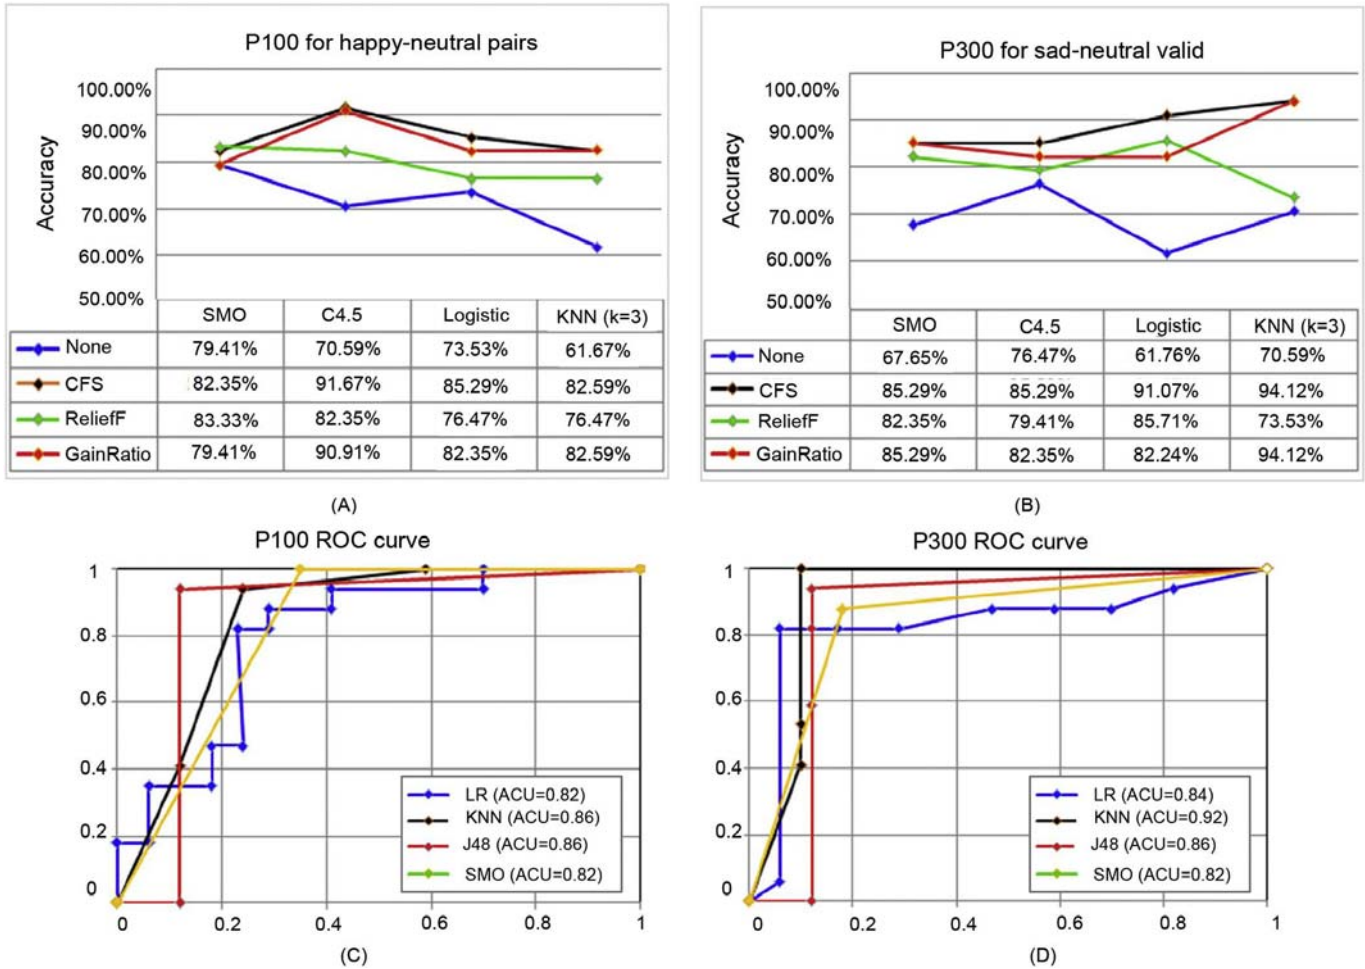 P100 for happy-neutral pairs
100.00%
90.00%
80.00%
70.00%
60.00%
50.00%
Accuracy
SMO C4.5 Logistic KNN (k=3)
None 79.41% 70.59% 73.53% 61.67%
CFS 82.35% 91.67% 85.29% 82.59%
ReliefF 83.33% 82.35% 76.47% 76.47%
GainRatio 79.41% 90.91% 82.35% 82.59%
(A)
P300 for sad-neutral valid
100.00%
90.00%
80.00%
70.00%
60.00%
50.00%
Accuracy
SMO C4.5 Logistic KNN (k=3)
None 67.65% 76.47% 61.76% 70.59%
CFS 85.29% 85.29% 91.07% 94.12%
ReliefF 82.35% 79.41% 85.71% 73.53%
GainRatio 85.29% 82.35% 82.24% 94.12%
(B)
P100 ROC curve
1
0.8
0.6
0.4
0.2
0
LR (ACU=0.82)
KNN (ACU=0.86)
J48 (ACU=0.86)
SMO (ACU=0.82)
0 0.2 0.4 0.6 0.8 1
(C)
P300 ROC curve
1
0.8
0.6
0.4
0.2
0
LR (ACU=0.84)
KNN (ACU=0.92)
J48 (ACU=0.86)
SMO (ACU=0.82)
0 0.2 0.4 0.6 0.8 1
(D)